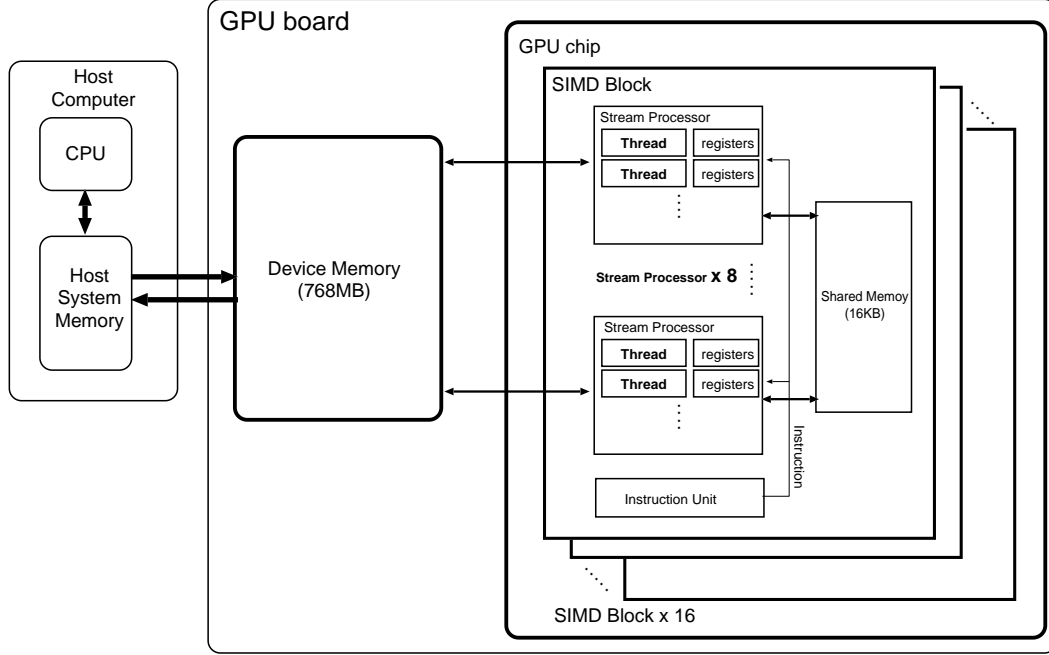 GPU board
GPU chip
Host
Computer
CPU
Host
System
Memory
Device Memory
(768MB)
SIMD Block
Stream Processor
Thread
registers
Thread
registers
Stream Processor x 8
Stream Processor
Thread
registers
Thread
registers
Shared Memoy
(16KB)
Instruction
Instruction Unit
SIMD Block x 16